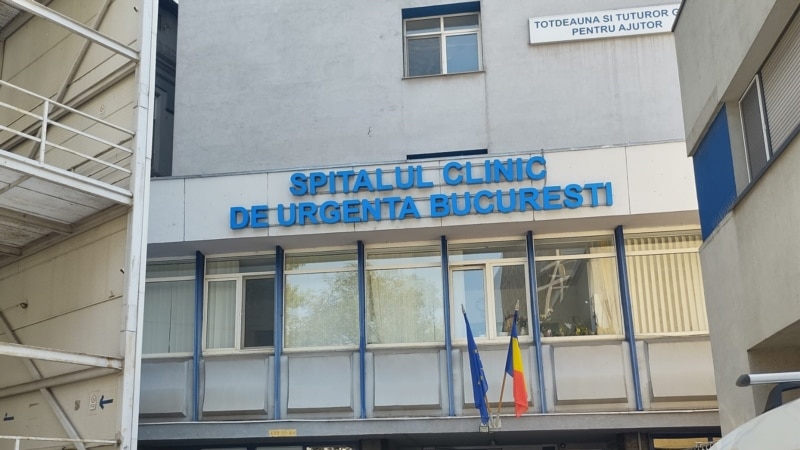 TOTDEAUNA SI TUTUROR G
PENTRU AJUTOR
SPITALUL CLINIC
DE URGENTA BUCURESTI